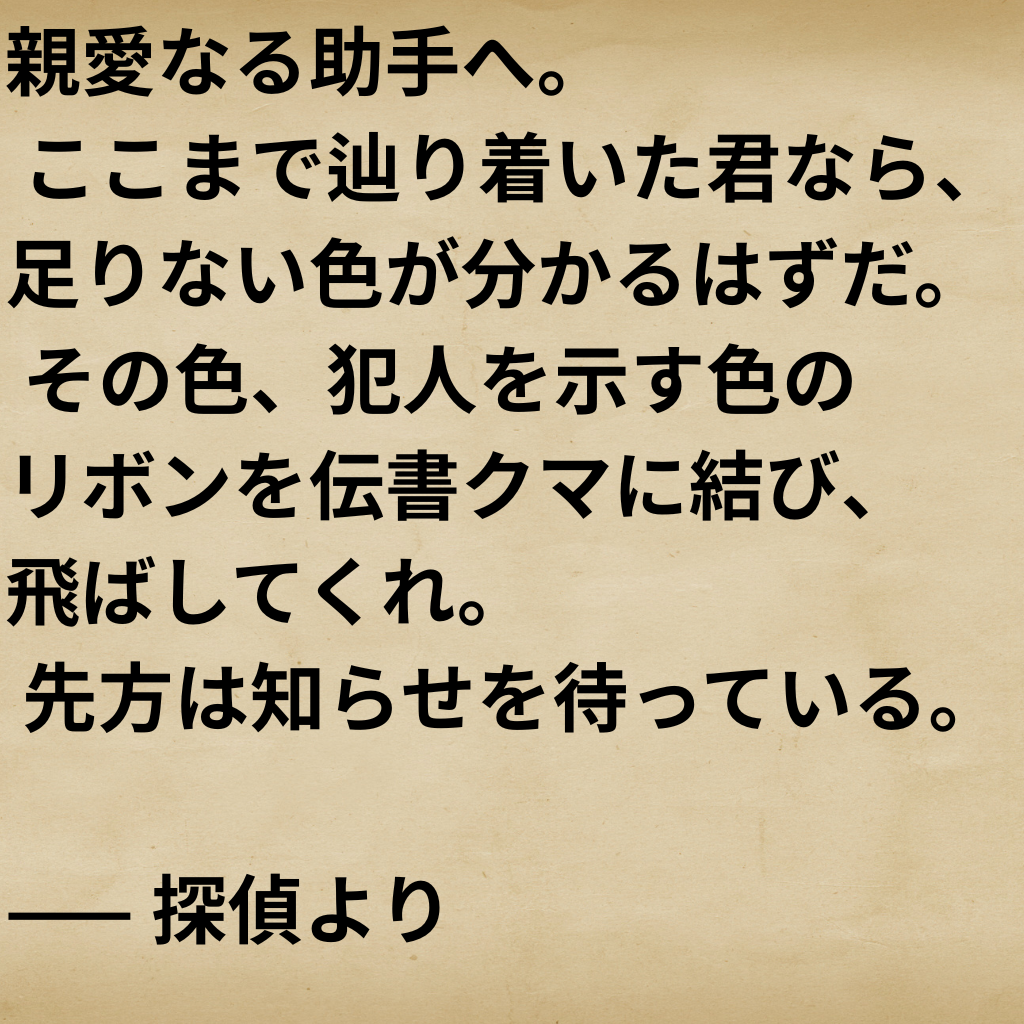 親愛なる助手へ。
ここまで辿り着いた君なら、
足りない色が分かるはずだ。
その色、犯人を示す色の
リボンを伝書クマに結び、
飛ばしてくれ。
先方は知らせを待っている。
—— 探偵より